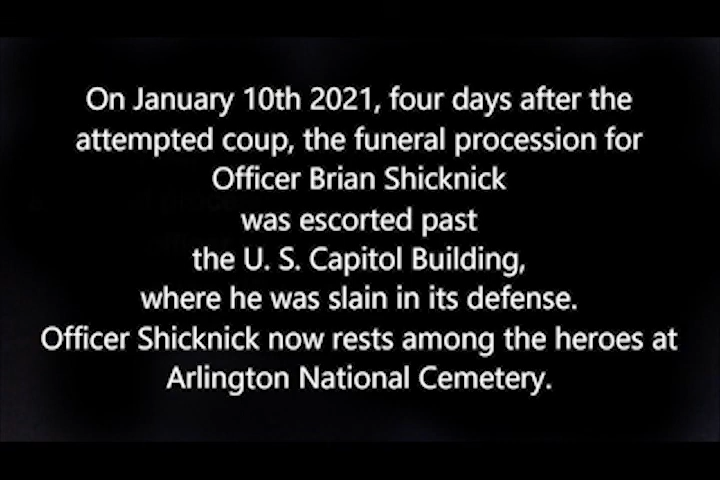 On January 10th 2021, four days after the
attempted coup, the funeral procession for
Officer Brian Shicknick
was escorted past
the U. S. Capitol Building,
where he was slain in its defense.
Officer Shicknick now rests among the heroes at
Arlington National Cemetery.